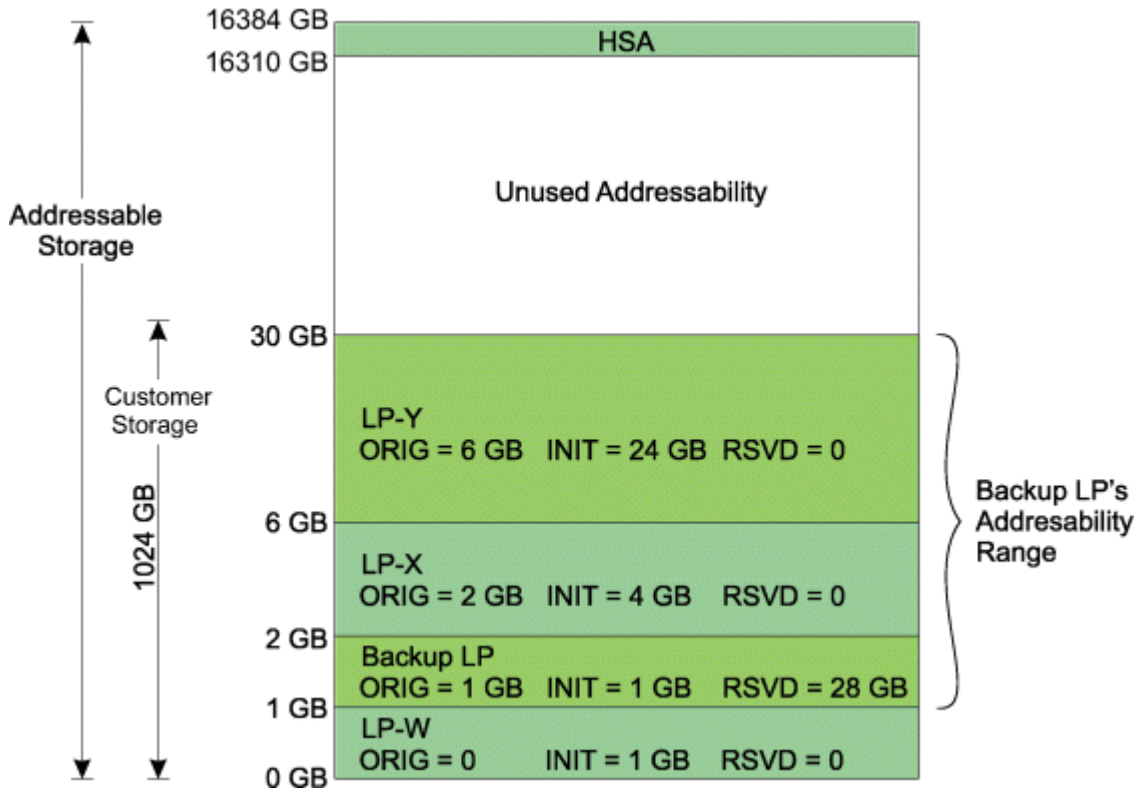 16384 GB
HSA
16310 GB
Unused Addressability
Addressable
Storage
30 GB
Customer
Storage
1024 GB
LP-Y
ORIG = 6 GB INIT = 24 GB RSVD = 0
Backup LP's
Addresability
Range
6 GB
LP-X
ORIG = 2 GB INIT = 4 GB RSVD = 0
2 GB
Backup LP
ORIG = 1 GB INIT = 1 GB RSVD = 28 GB
1 GB
LP-W
ORIG = 0 INIT = 1 GB RSVD = 0
0 GB